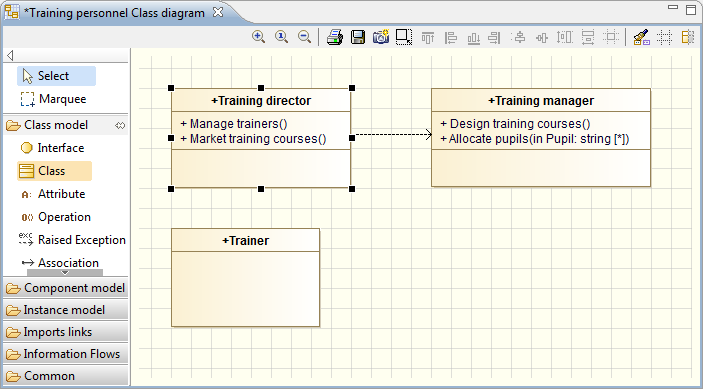 *Training personnel Class diagram
Select
Marquee
Class model
Interface
Class
A: Attribute
0() Operation
exc Raised Exception
Association
Component model
Instance model
Imports links
Information Flows
Common
+Training director
+ Manage trainers()
+ Market training courses()
+Training manager
+ Design training courses()
+ Allocate pupils(in Pupil: string [*])
+Trainer